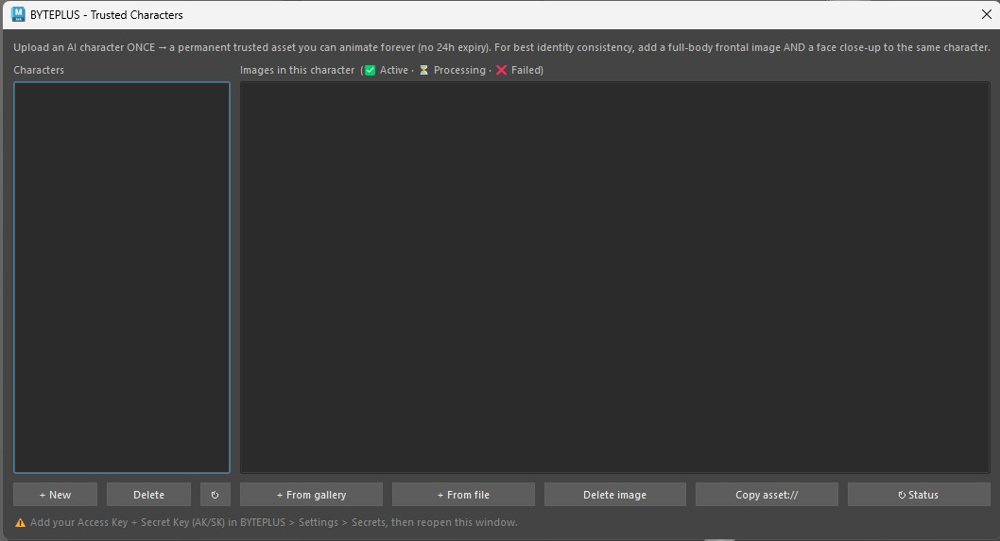 BYTEPLUS - Trusted Characters
Upload an AI character ONCE → a permanent trusted asset you can animate forever (no 24h expiry). For best identity consistency, add a full-body frontal image AND a face close-up to the same character.
Characters
Images in this character (✅ Active · ⏳ Processing · ❌ Failed)
+ New
Delete
↻
+ From gallery
+ From file
Delete image
Copy asset://
↻ Status
⚠ Add your Access Key + Secret Key (AK/SK) in BYTEPLUS > Settings > Secrets, then reopen this window.